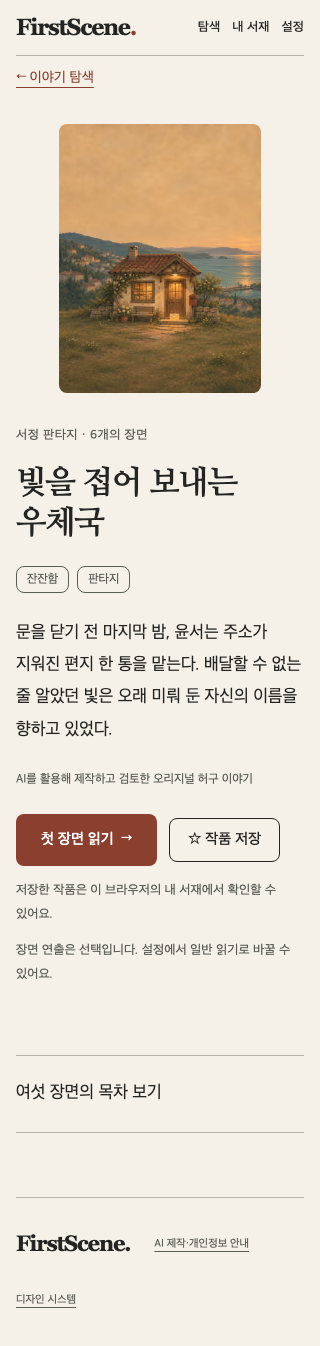 FirstScene.
탐색 내 서재 설정
← 이야기 탐색
서정 판타지 · 6개의 장면
빛을 접어 보내는
우체국
잔잔함 판타지
문을 닫기 전 마지막 밤, 윤서는 주소가
지워진 편지 한 통을 맡는다. 배달할 수 없는
줄 알았던 빛은 오래 미뤄 둔 자신의 이름을
향하고 있었다.
AI를 활용해 제작하고 검토한 오리지널 허구 이야기
첫 장면 읽기 →
☆ 작품 저장
저장한 작품은 이 브라우저의 내 서재에서 확인할 수
있어요.
장면 연출은 선택입니다. 설정에서 일반 읽기로 바꿀 수
있어요.
여섯 장면의 목차 보기
FirstScene.
AI 제작·개인정보 안내
디자인 시스템